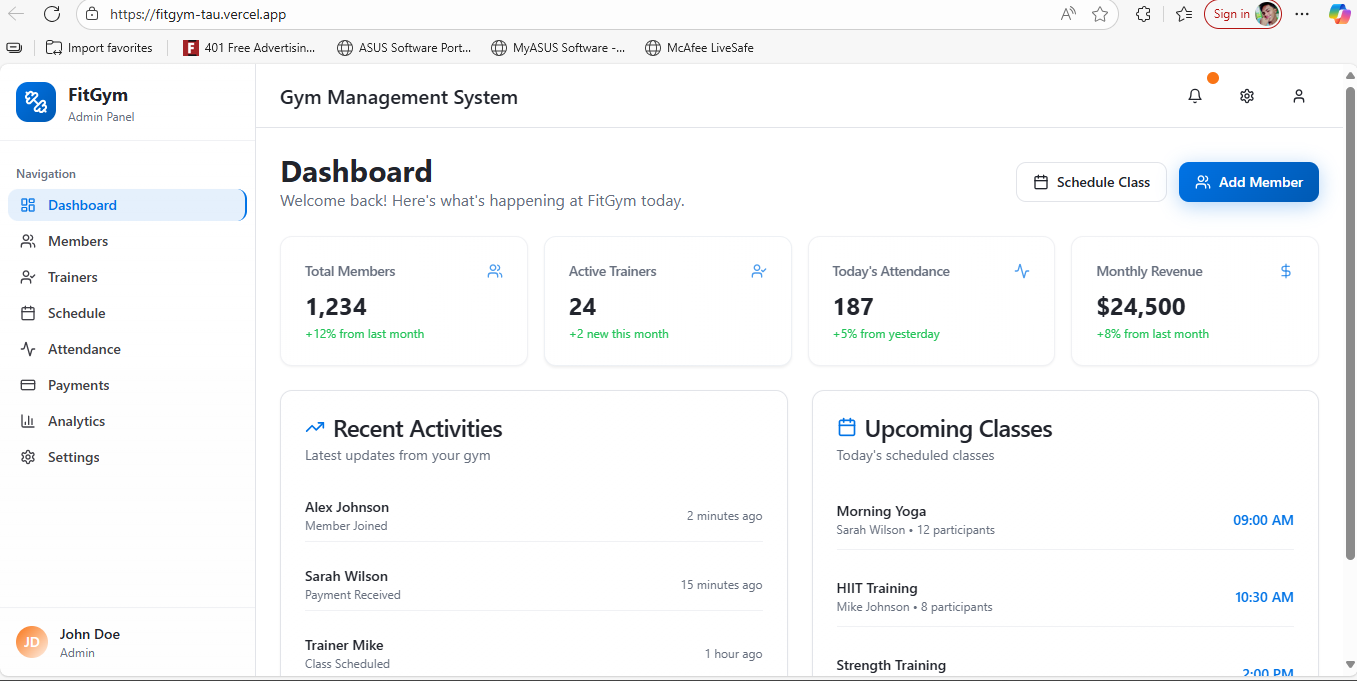 https://fitgym-tau.vercel.app
Sign in
Import favorites
401 Free Advertisin...
ASUS Software Port...
MyASUS Software -...
McAfee LiveSafe
FitGym
Admin Panel
Gym Management System
Navigation
Dashboard
Members
Trainers
Schedule
Attendance
Payments
Analytics
Settings
JD
John Doe
Admin
Dashboard
Welcome back! Here's what's happening at FitGym today.
Schedule Class
Add Member
Total Members
1,234
+12% from last month
Active Trainers
24
+2 new this month
Today's Attendance
187
+5% from yesterday
Monthly Revenue
$
$24,500
+8% from last month
Recent Activities
Latest updates from your gym
Alex Johnson
Member Joined
2 minutes ago
Sarah Wilson
Payment Received
15 minutes ago
Trainer Mike
Class Scheduled
1 hour ago
Upcoming Classes
Today's scheduled classes
Morning Yoga
Sarah Wilson • 12 participants
09:00 AM
HIIT Training
Mike Johnson • 8 participants
10:30 AM
Strength Training
2:00 PM